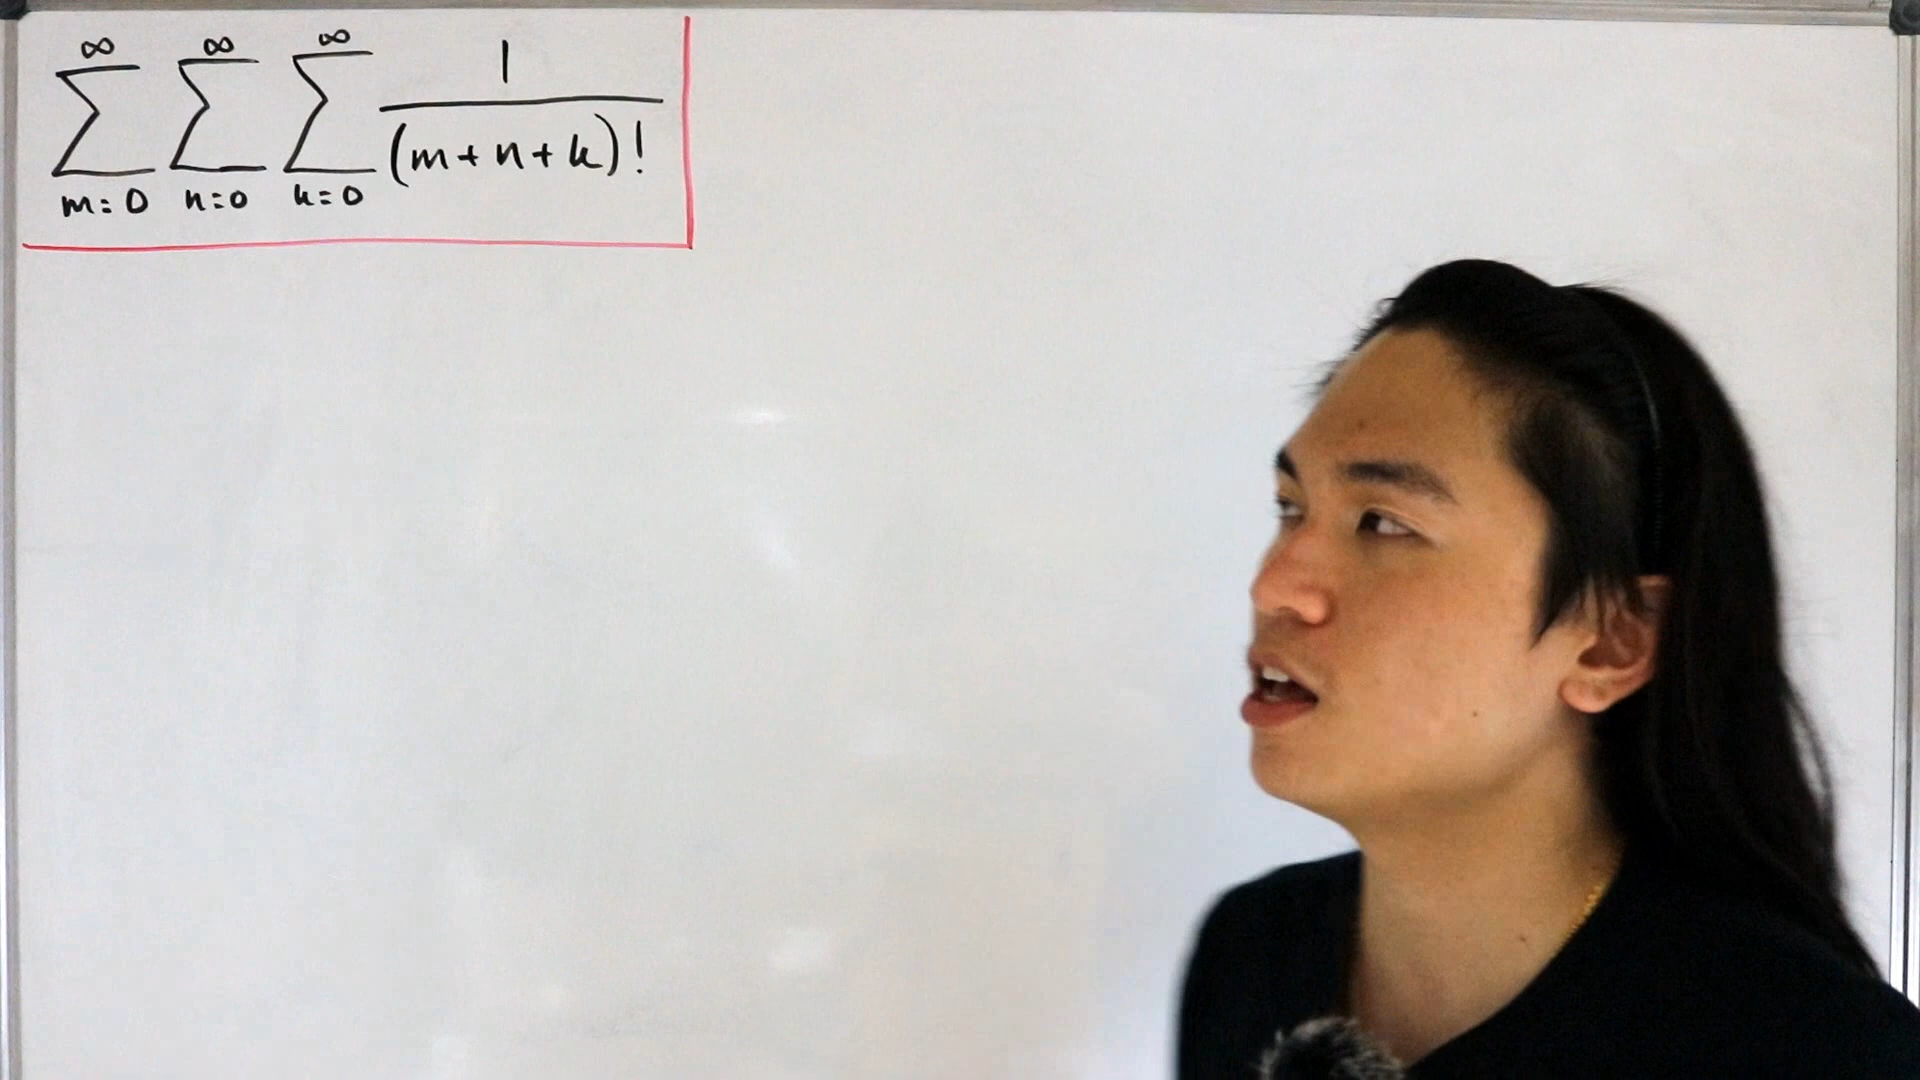 ∞ ∞ ∞ 1
∑ ∑ ∑ (m+n+k)!
m=0 n=0 k=0